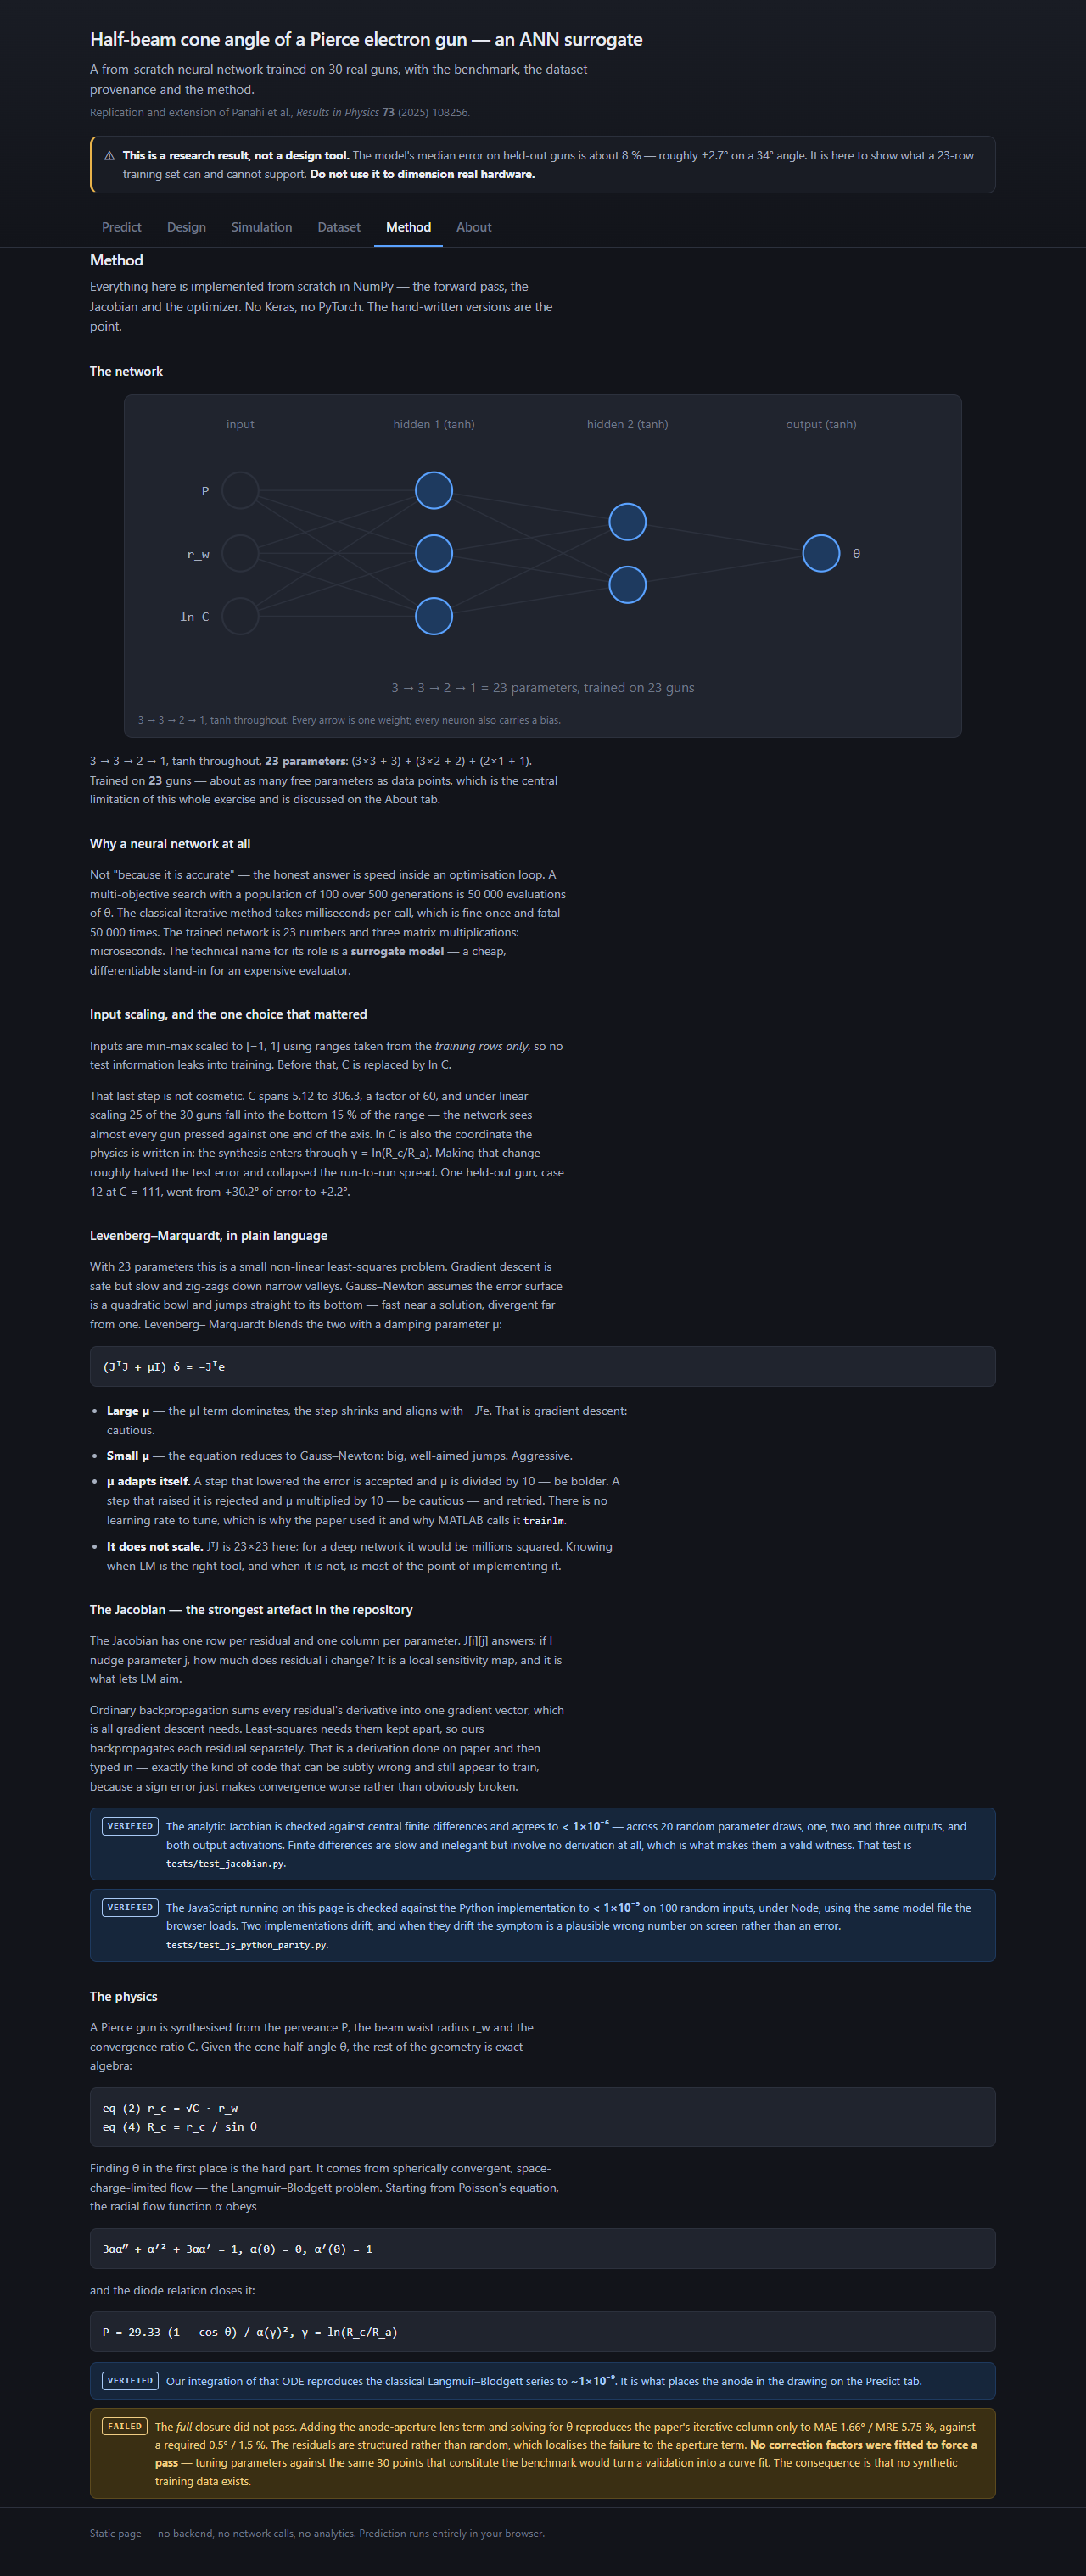 Half-beam cone angle of a Pierce electron gun — an ANN surrogate
A from-scratch neural network trained on 30 real guns, with the benchmark, the dataset
provenance and the method.
Replication and extension of Panahi et al., Results in Physics 73 (2025) 108256.
⚠ This is a research result, not a design tool. The model's median error on held-out guns is about 8 % — roughly ±2.7° on a 34° angle. It is here to show what a 23-row
training set can and cannot support. Do not use it to dimension real hardware.
Predict Design Simulation Dataset Method About
Method
Everything here is implemented from scratch in NumPy — the forward pass, the
Jacobian and the optimizer. No Keras, no PyTorch. The hand-written versions are the
point.
The network
input hidden 1 (tanh) hidden 2 (tanh) output (tanh)
P
r_w θ
ln C
3 → 3 → 2 → 1 = 23 parameters, trained on 23 guns
3 → 3 → 2 → 1, tanh throughout. Every arrow is one weight; every neuron also carries a bias.
3 → 3 → 2 → 1, tanh throughout, 23 parameters: (3×3 + 3) + (3×2 + 2) + (2×1 + 1).
Trained on 23 guns — about as many free parameters as data points, which is the central
limitation of this whole exercise and is discussed on the About tab.
Why a neural network at all
Not "because it is accurate" — the honest answer is speed inside an optimisation loop. A
multi-objective search with a population of 100 over 500 generations is 50 000 evaluations
of θ. The classical iterative method takes milliseconds per call, which is fine once and fatal
50 000 times. The trained network is 23 numbers and three matrix multiplications:
microseconds. The technical name for its role is a surrogate model — a cheap,
differentiable stand-in for an expensive evaluator.
Input scaling, and the one choice that mattered
Inputs are min-max scaled to [−1, 1] using ranges taken from the training rows only, so no
test information leaks into training. Before that, C is replaced by ln C.
That last step is not cosmetic. C spans 5.12 to 306.3, a factor of 60, and under linear
scaling 25 of the 30 guns fall into the bottom 15 % of the range — the network sees
almost every gun pressed against one end of the axis. ln C is also the coordinate the
physics is written in: the synthesis enters through γ = ln(R_c/R_a). Making that change
roughly halved the test error and collapsed the run-to-run spread. One held-out gun, case
12 at C = 111, went from +30.2° of error to +2.2°.
Levenberg–Marquardt, in plain language
With 23 parameters this is a small non-linear least-squares problem. Gradient descent is
safe but slow and zig-zags down narrow valleys. Gauss–Newton assumes the error surface
is a quadratic bowl and jumps straight to its bottom — fast near a solution, divergent far
from one. Levenberg– Marquardt blends the two with a damping parameter μ:
(JᵀJ + μI) δ = −Jᵀe
• Large μ — the μI term dominates, the step shrinks and aligns with −Jᵀe. That is gradient descent:
cautious.
• Small μ — the equation reduces to Gauss–Newton: big, well-aimed jumps. Aggressive.
• μ adapts itself. A step that lowered the error is accepted and μ is divided by 10 — be bolder. A
step that raised it is rejected and μ multiplied by 10 — be cautious — and retried. There is no
learning rate to tune, which is why the paper used it and why MATLAB calls it trainlm.
• It does not scale. JᵀJ is 23×23 here; for a deep network it would be millions squared. Knowing
when LM is the right tool, and when it is not, is most of the point of implementing it.
The Jacobian — the strongest artefact in the repository
The Jacobian has one row per residual and one column per parameter. J[i][j] answers: if I
nudge parameter j, how much does residual i change? It is a local sensitivity map, and it is
what lets LM aim.
Ordinary backpropagation sums every residual's derivative into one gradient vector, which
is all gradient descent needs. Least-squares needs them kept apart, so ours
backpropagates each residual separately. That is a derivation done on paper and then
typed in — exactly the kind of code that can be subtly wrong and still appear to train,
because a sign error just makes convergence worse rather than obviously broken.
VERIFIED The analytic Jacobian is checked against central finite differences and agrees to < 1×10⁻⁶ — across 20 random parameter draws, one, two and three outputs, and
both output activations. Finite differences are slow and inelegant but involve no derivation at all, which is what makes them a valid witness. That test is
tests/test_jacobian.py.
VERIFIED The JavaScript running on this page is checked against the Python implementation to < 1×10⁻⁹ on 100 random inputs, under Node, using the same model file the
browser loads. Two implementations drift, and when they drift the symptom is a plausible wrong number on screen rather than an error.
tests/test_js_python_parity.py.
The physics
A Pierce gun is synthesised from the perveance P, the beam waist radius r_w and the
convergence ratio C. Given the cone half-angle θ, the rest of the geometry is exact
algebra:
eq (2) r_c = √C · r_w
eq (4) R_c = r_c / sin θ
Finding θ in the first place is the hard part. It comes from spherically convergent, space-
charge-limited flow — the Langmuir–Blodgett problem. Starting from Poisson's equation,
the radial flow function α obeys
3αα″ + α′² + 3αα′ = 1, α(0) = 0, α′(0) = 1
and the diode relation closes it:
P = 29.33 (1 − cos θ) / α(γ)², γ = ln(R_c/R_a)
VERIFIED Our integration of that ODE reproduces the classical Langmuir–Blodgett series to ~1×10⁻⁹. It is what places the anode in the drawing on the Predict tab.
FAILED The full closure did not pass. Adding the anode-aperture lens term and solving for θ reproduces the paper's iterative column only to MAE 1.66° / MRE 5.75 %, against
a required 0.5° / 1.5 %. The residuals are structured rather than random, which localises the failure to the aperture term. No correction factors were fitted to force a
pass — tuning parameters against the same 30 points that constitute the benchmark would turn a validation into a curve fit. The consequence is that no synthetic
training data exists.
Static page — no backend, no network calls, no analytics. Prediction runs entirely in your browser.